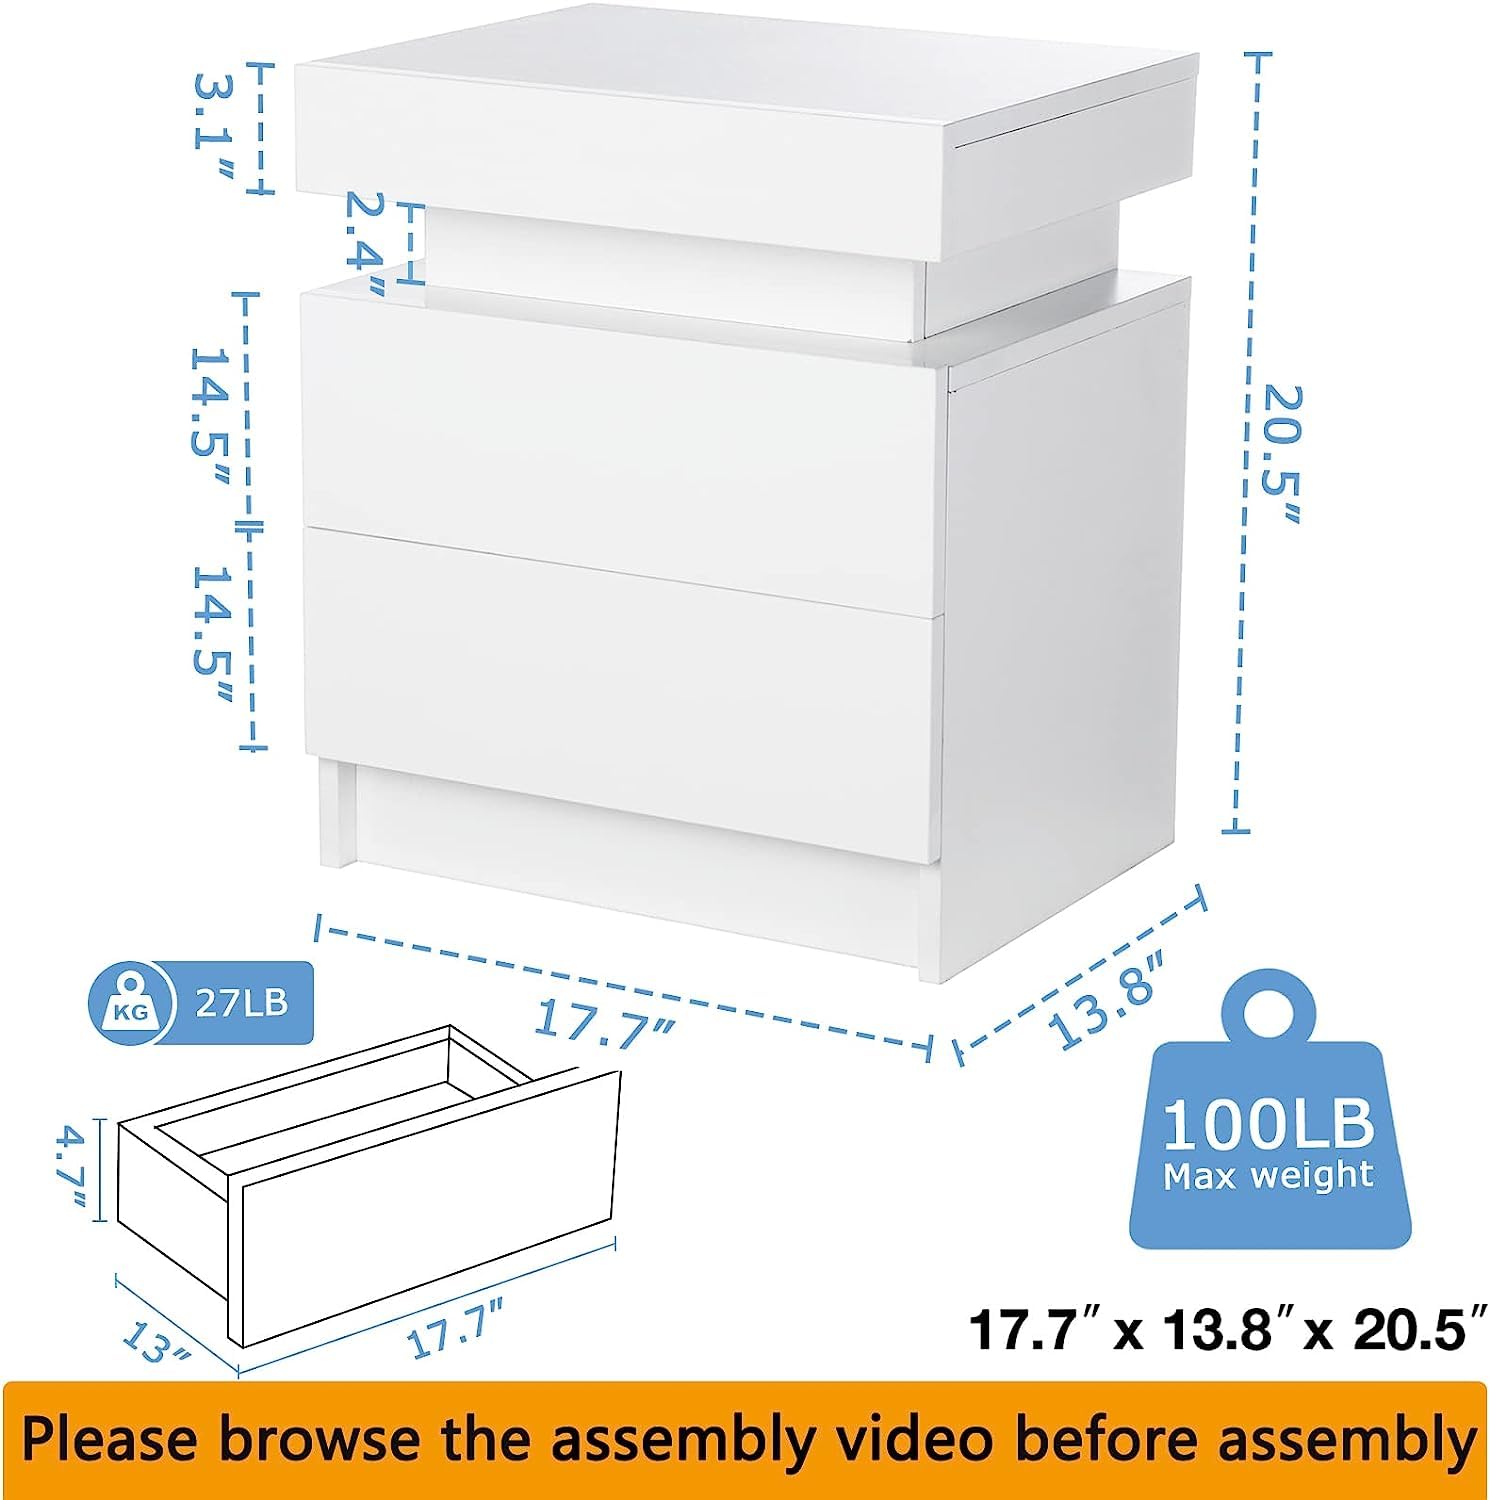 3.1″
2.4″
14.5″
14.5″
20.5″
17.7″
13.8″
KG
27LB
4.7″
13″
17.7″
100LB
Max weight
17.7″ x 13.8″ x 20.5″
Please browse the assembly video before assembly